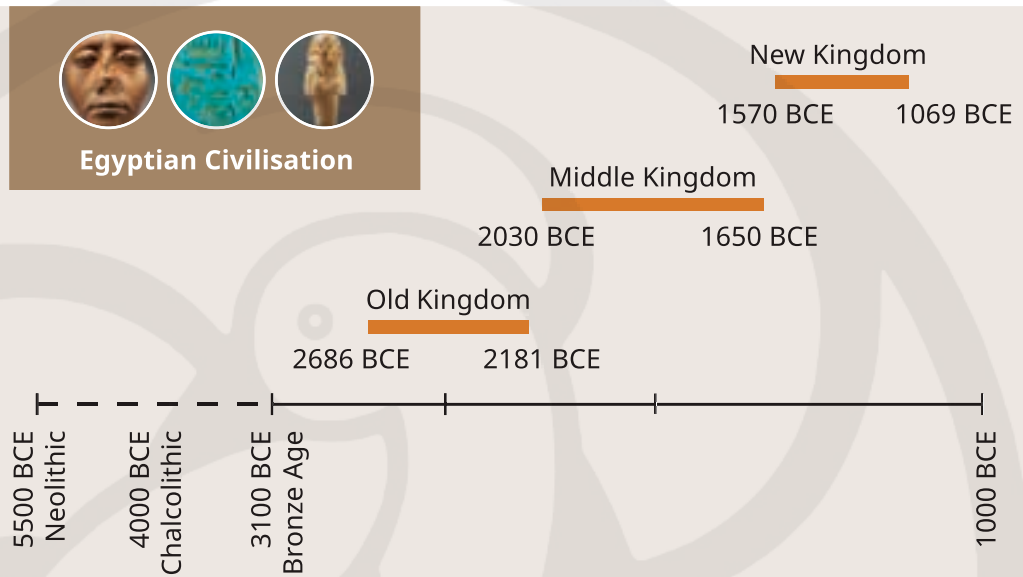 Egyptian Civilisation
New Kingdom
1570 BCE
1069 BCE
Middle Kingdom
2030 BCE
1650 BCE
Old Kingdom
2686 BCE
2181 BCE
5500 BCE
Neolithic
4000 BCE
Chalcolithic
3100 BCE
Bronze Age
1000 BCE